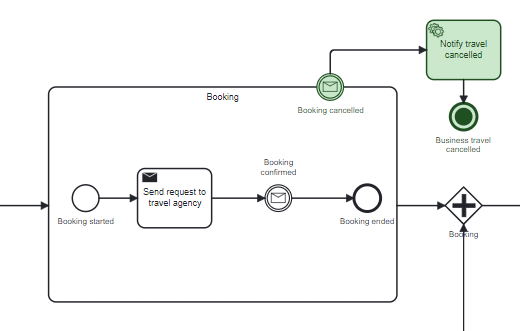 Notify travel
cancelled
Booking
Booking cancelled
Business travel
cancelled
Booking
confirmed
Send request to
travel agency
Booking started
Booking ended
Booking